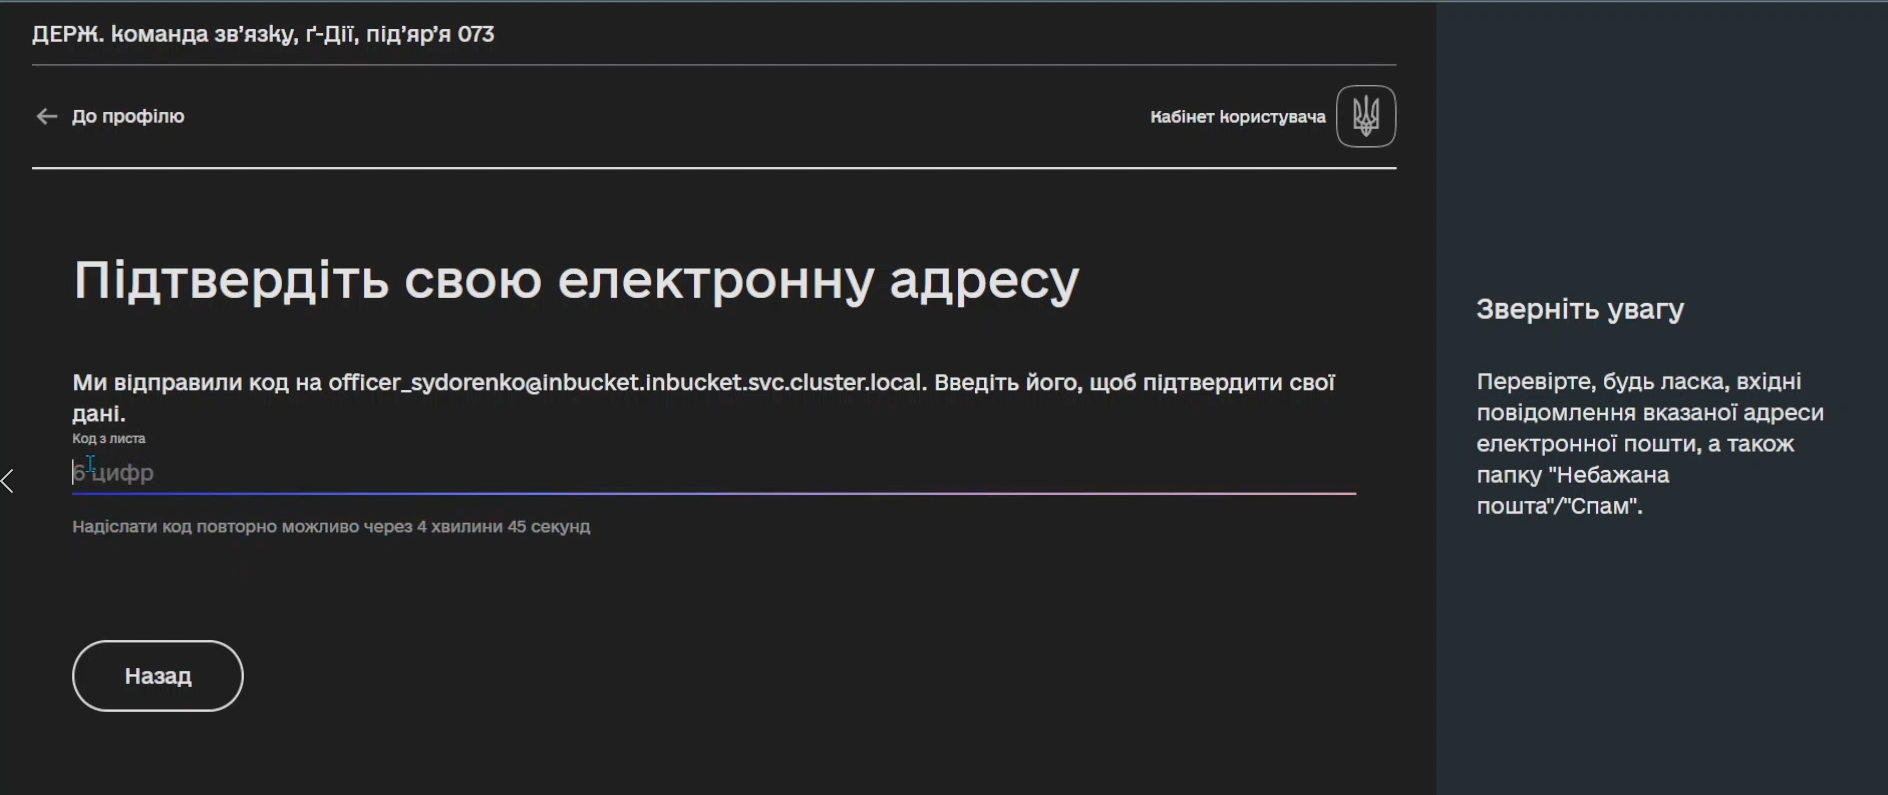 ДЕРЖ. команда зв'язку, ґ-Дії, під'яр'я 073
До профілю
Кабінет користувача
Підтвердіть свою електронну адресу
Ми відправили код на officer_sydorenko@inbucket.inbucket.svc.cluster.local. Введіть його, щоб підтвердити свої
дані.
Код з листа
6 цифр
Надіслати код повторно можливо через 4 хвилини 45 секунд
Назад
Зверніть увагу
Перевірте, будь ласка, вхідні
повідомлення вказаної адреси
електронної пошти, а також
папку "Небажана
пошта"/"Спам".